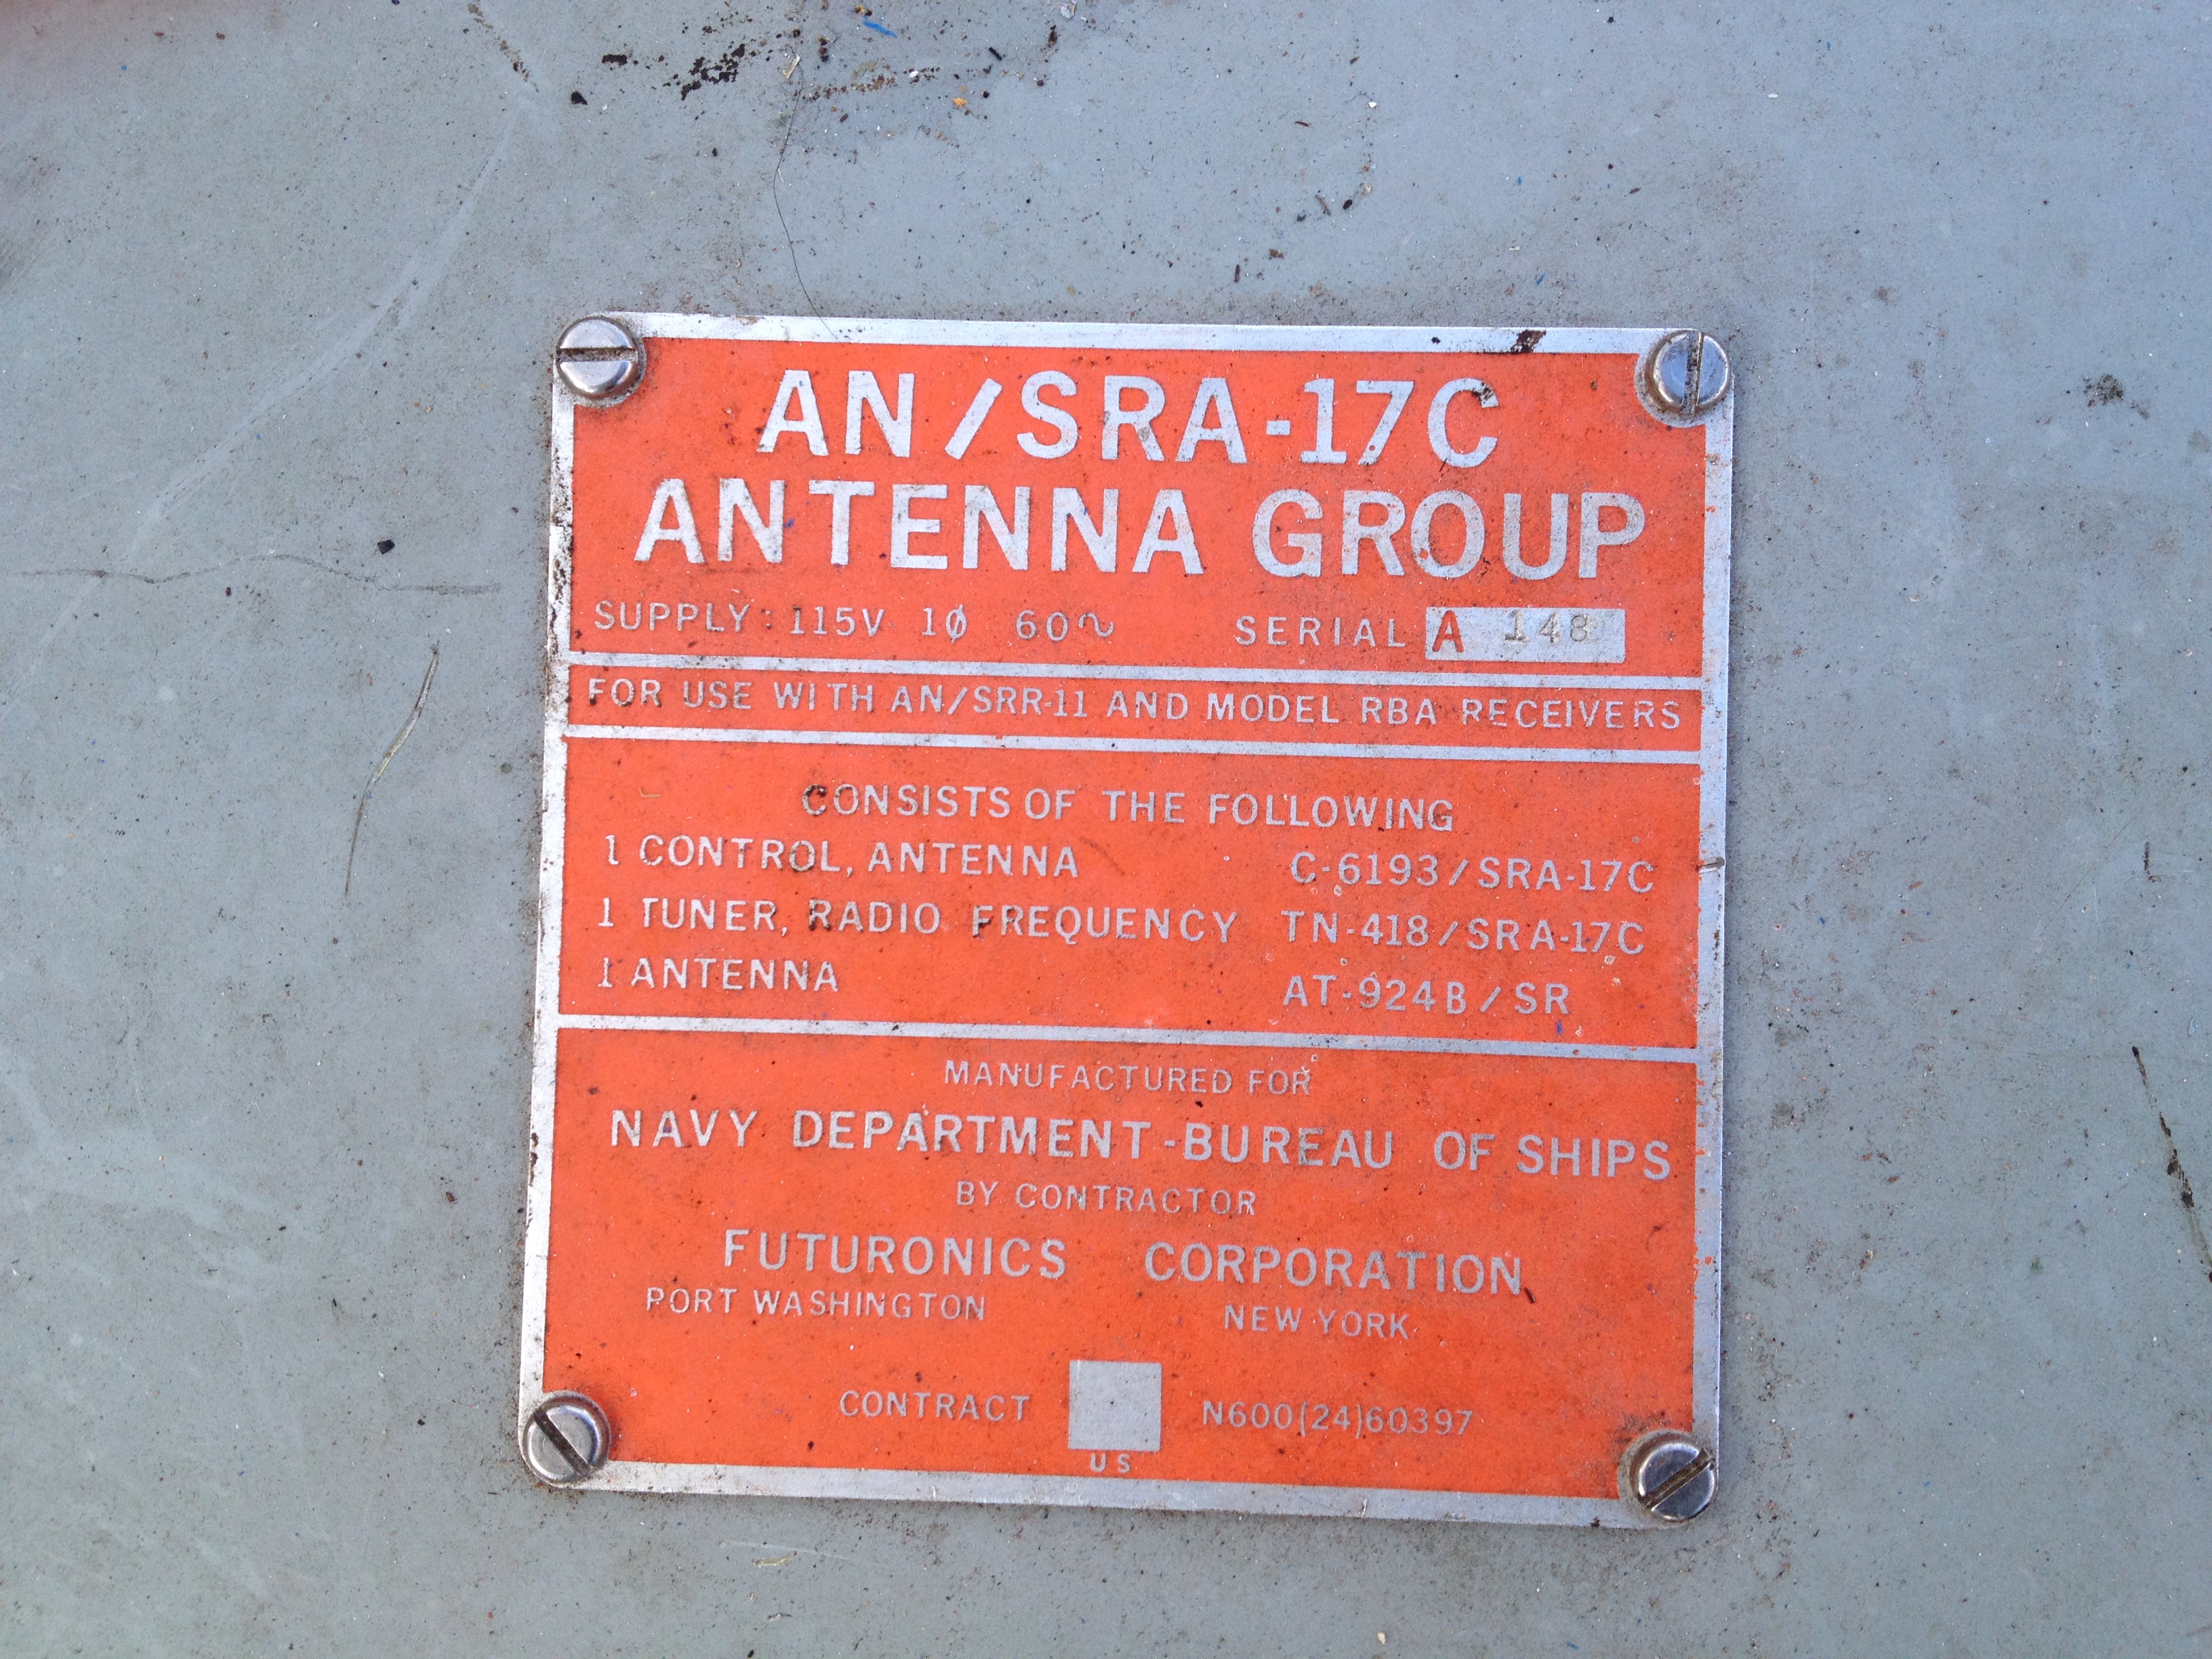 AN/SRA-17C
ANTENNA GROUP
SUPPLY: 115V 1φ 60~ SERIAL A 148
FOR USE WITH AN/SRR-11 AND MODEL RBA RECEIVERS
CONSISTS OF THE FOLLOWING
1 CONTROL, ANTENNA C-6193/SRA-17C
1 TUNER, RADIO FREQUENCY TN-418/SRA-17C
1 ANTENNA AT-924B/SR
MANUFACTURED FOR
NAVY DEPARTMENT-BUREAU OF SHIPS
BY CONTRACTOR
FUTURONICS CORPORATION
PORT WASHINGTON NEW YORK
CONTRACT N600(24)60397
US